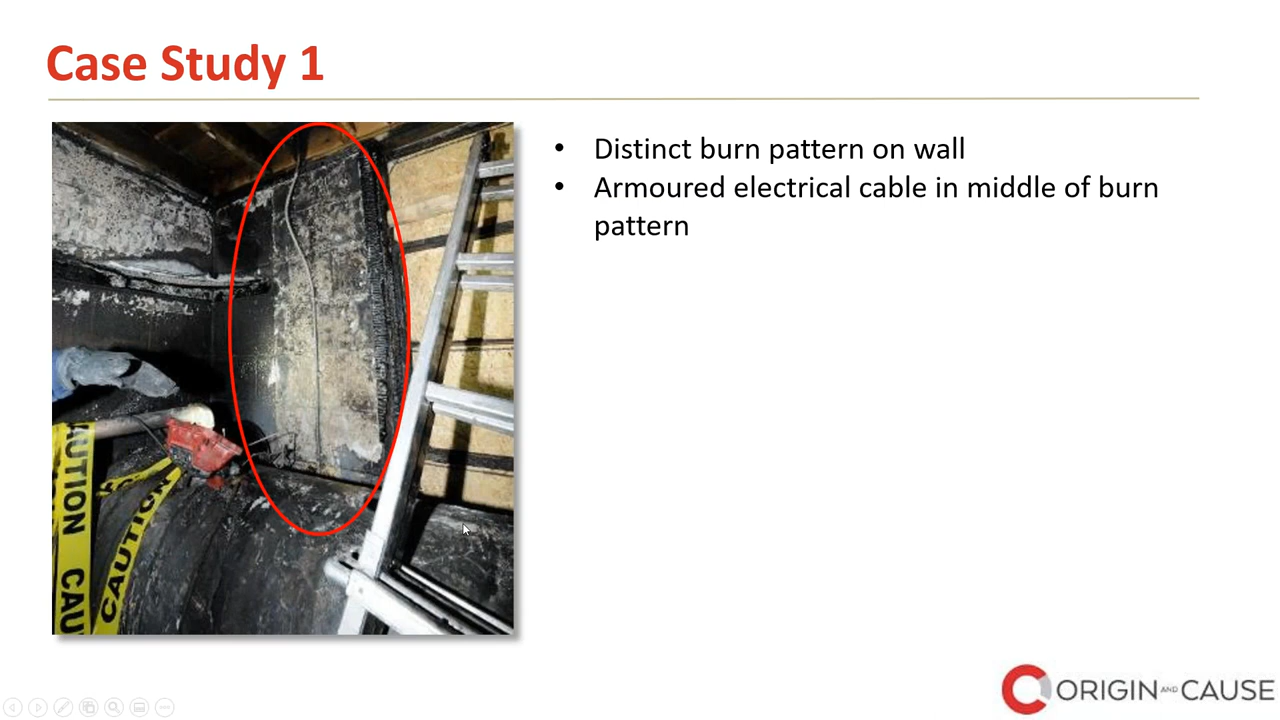 Case Study 1
• Distinct burn pattern on wall
• Armoured electrical cable in middle of burn
pattern
AUTION CAU
CAUTION
ORIGIN AND CAUSE